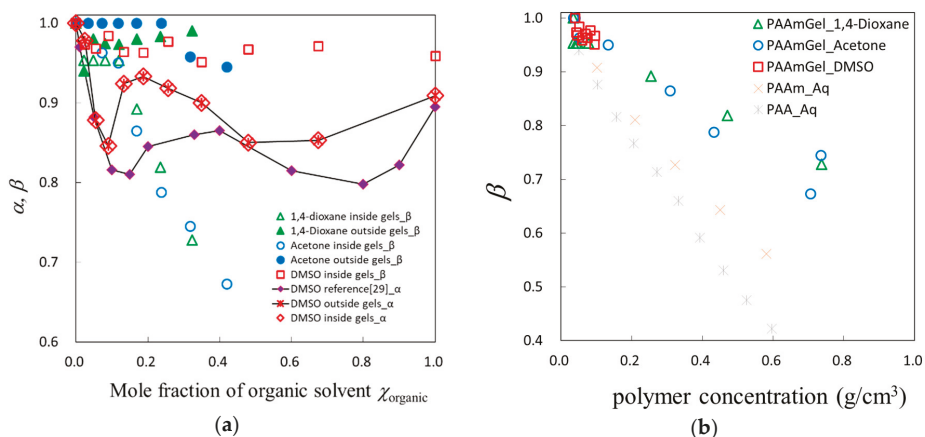 1.0
0.9
0.8
0.7
0.6
α, β
0.0 0.2 0.4 0.6 0.8 1.0
Mole fraction of organic solvent χorganic
1,4-dioxane inside gels_β
1,4-Dioxane outside gels_β
Acetone inside gels_β
Acetone outside gels_β
DMSO inside gels_β
DMSO reference[29]_α
DMSO outside gels_α
DMSO inside gels_α
(a)
1.0
0.9
0.8
0.7
0.6
0.5
0.4
β
0.0 0.2 0.4 0.6 0.8 1.0
polymer concentration (g/cm³)
PAAmGel_1,4-Dioxane
PAAmGel_Acetone
PAAmGel_DMSO
PAAm_Aq
PAA_Aq
(b)